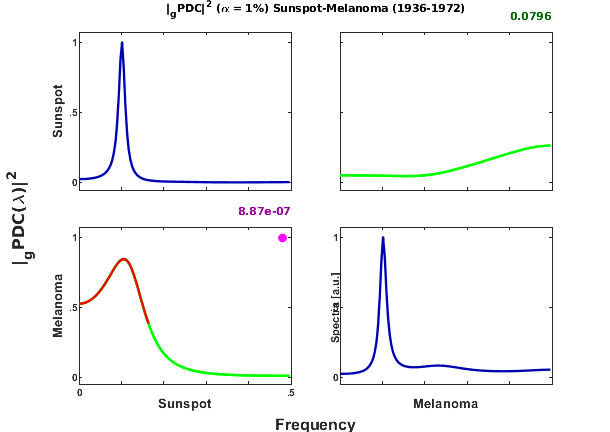 |gPDC|² (α = 1%) Sunspot-Melanoma (1936-1972)
0.0796
1
.5
0
Sunspot
8.87e-07
|gPDC(λ)|²
1
.5
0
Melanoma
1
.5
0
Spectra [a.u.]
0
.5
Sunspot
Melanoma
Frequency